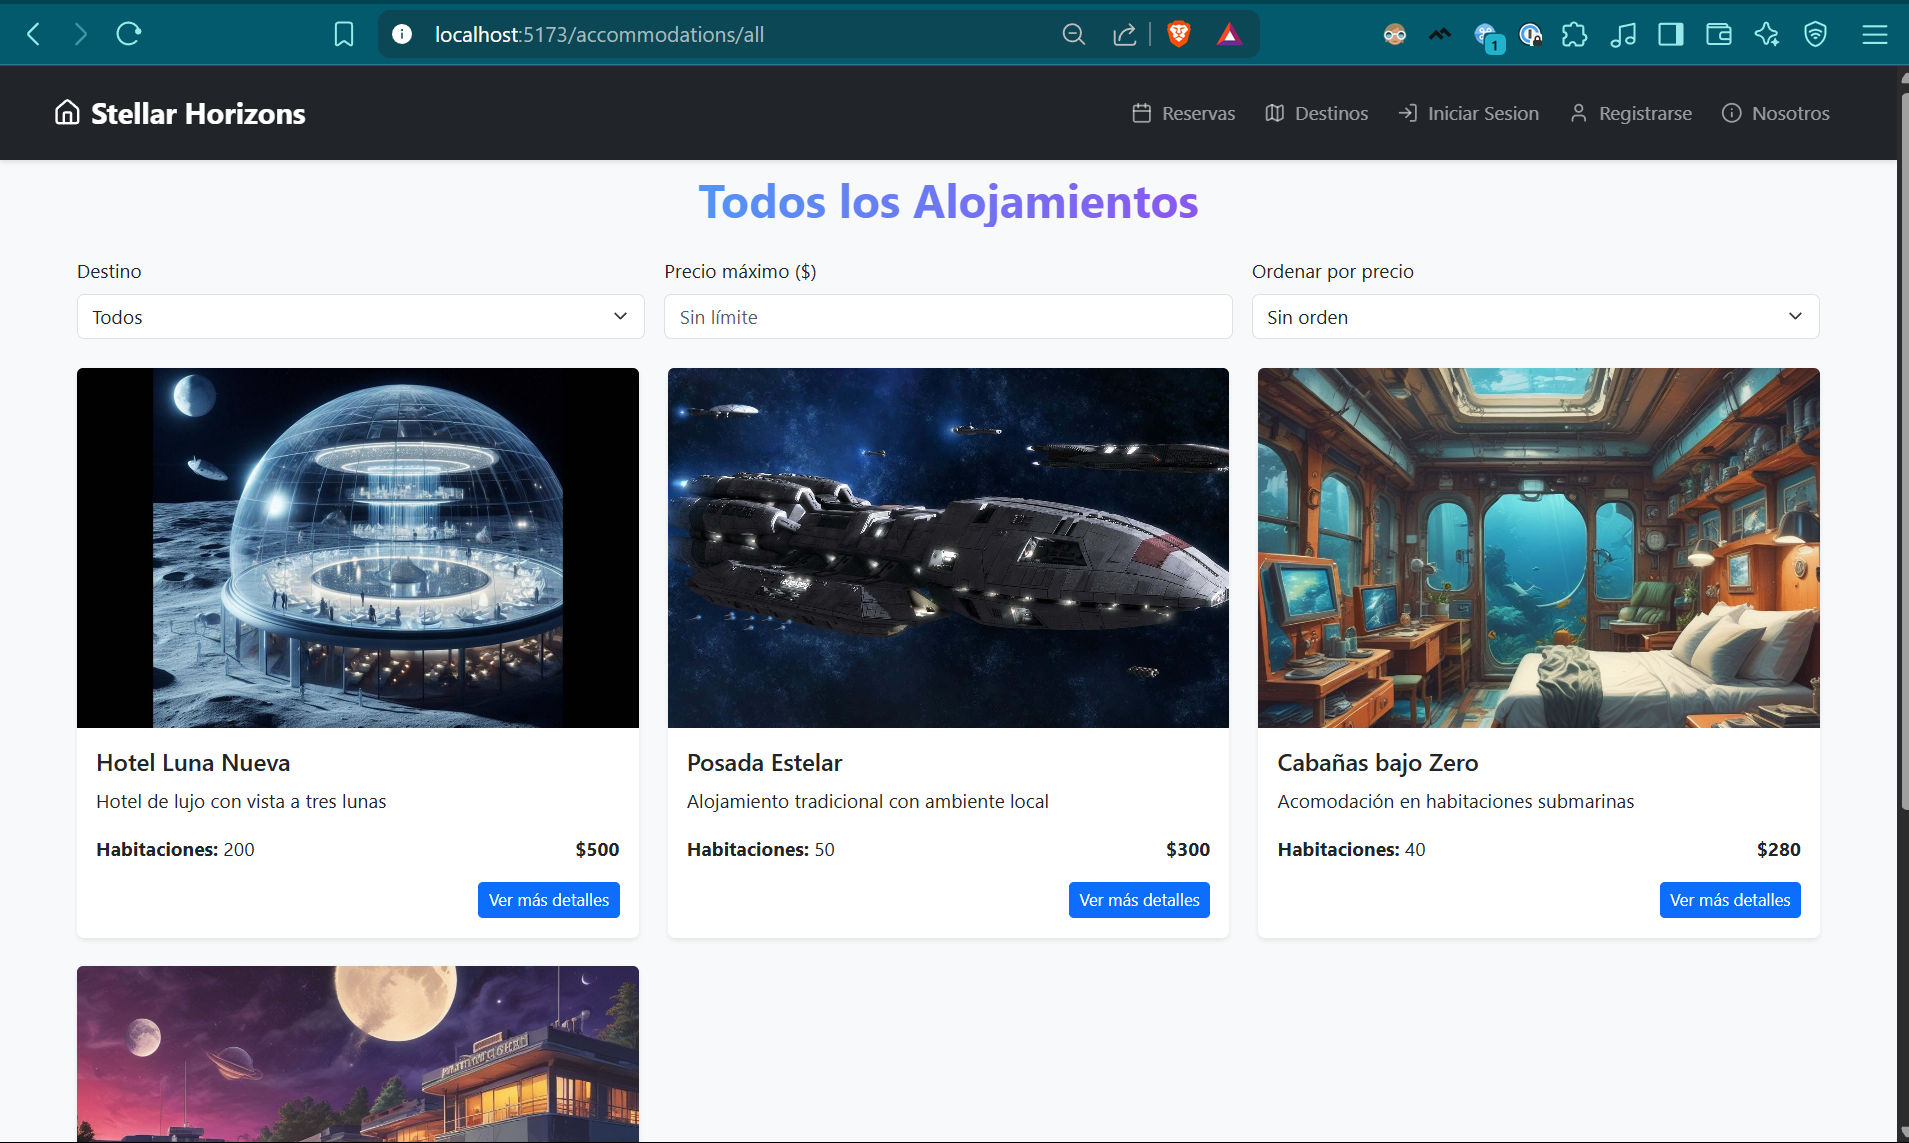 localhost:5173/accommodations/all
1
Stellar Horizons
Reservas
Destinos
Iniciar Sesion
Registrarse
Nosotros
Todos los Alojamientos
Destino
Precio máximo ($)
Ordenar por precio
Todos
Sin límite
Sin orden
Hotel Luna Nueva
Hotel de lujo con vista a tres lunas
Habitaciones: 200
$500
Ver más detalles
Posada Estelar
Alojamiento tradicional con ambiente local
Habitaciones: 50
$300
Ver más detalles
Cabañas bajo Zero
Acomodación en habitaciones submarinas
Habitaciones: 40
$280
Ver más detalles